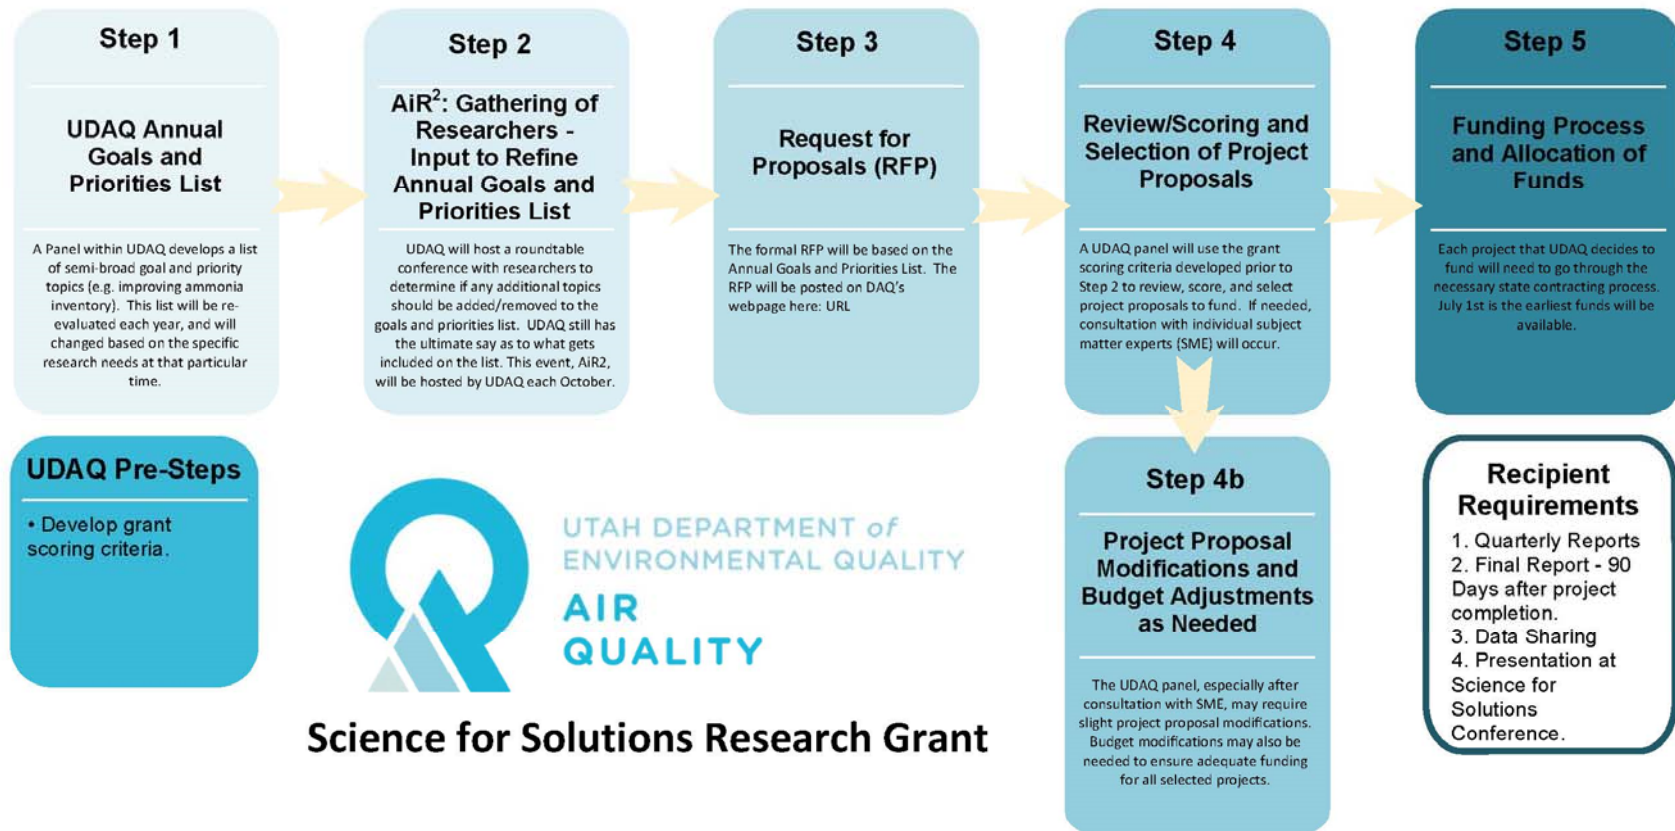 Step 1
UDAQ Annual
Goals and
Priorities List
A Panel within UDAQ develops a list
of semi-broad goal and priority
topics (e.g. improving ammonia
inventory). This list will be re-
evaluated each year, and will
changed based on the specific
research needs at that particular
time.
Step 2
AiR²: Gathering of
Researchers -
Input to Refine
Annual Goals and
Priorities List
UDAQ will host a roundtable
conference with researchers to
determine if any additional topics
should be added/removed to the
goals and priorities list. UDAQ still has
the ultimate say as to what gets
included on the list. This event, AiR2,
will be hosted by UDAQ each October.
Step 3
Request for
Proposals (RFP)
The formal RFP will be based on the
Annual Goals and Priorities List. The
RFP will be posted on DAQ's
webpage here: URL
Step 4
Review/Scoring and
Selection of Project
Proposals
A UDAQ panel will use the grant
scoring criteria developed prior to
Step 2 to review, score, and select
project proposals to fund. If needed,
consultation with individual subject
matter experts (SME) will occur.
Step 5
Funding Process
and Allocation of
Funds
Each project that UDAQ decides to
fund will need to go through the
necessary state contracting process.
July 1st is the earliest funds will be
available.
UDAQ Pre-Steps
• Develop grant
scoring criteria.
UTAH DEPARTMENT of
ENVIRONMENTAL QUALITY
AIR
QUALITY
Science for Solutions Research Grant
Step 4b
Project Proposal
Modifications and
Budget Adjustments
as Needed
The UDAQ panel, especially after
consultation with SME, may require
slight project proposal modifications.
Budget modifications may also be
needed to ensure adequate funding
for all selected projects.
Recipient
Requirements
1. Quarterly Reports
2. Final Report - 90
Days after project
completion.
3. Data Sharing
4. Presentation at
Science for
Solutions
Conference.